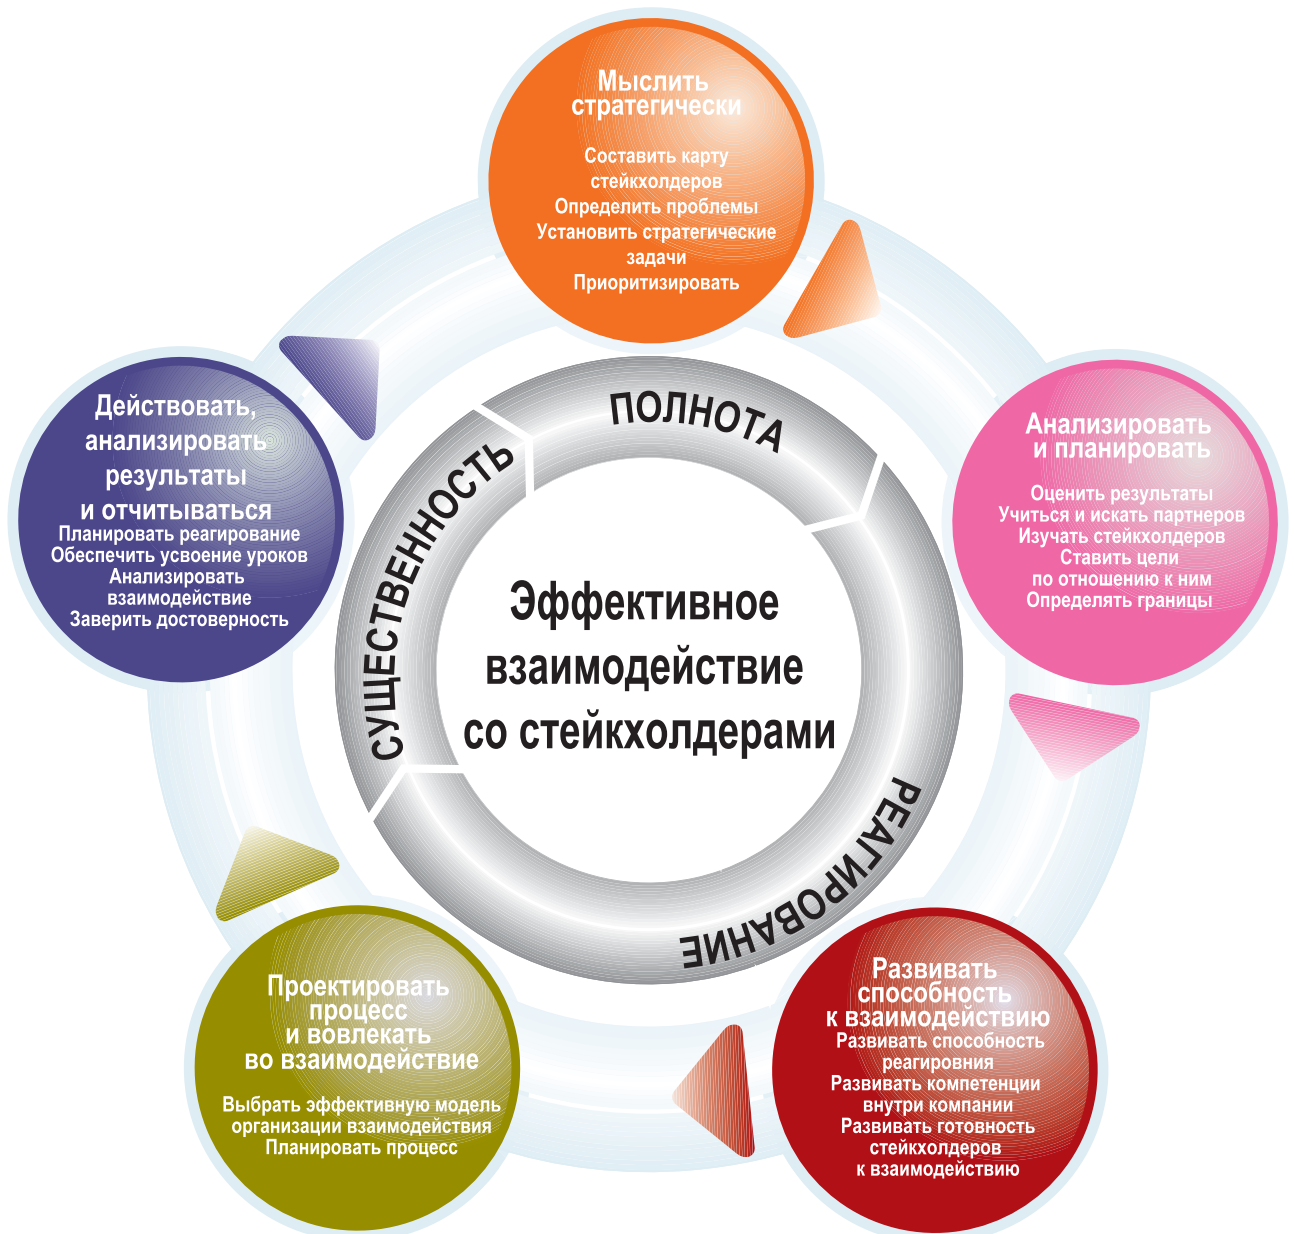 Мыслить
стратегически
Составить карту
стейкхолдеров
Определить проблемы
Установить стратегические
задачи
Приоритизировать
Анализировать
и планировать
Оценить результаты
Учиться и искать партнеров
Изучать стейкхолдеров
Ставить цели
по отношению к ним
Определять границы
Развивать
способность
к взаимодействию
Развивать способность
реагировния
Развивать компетенции
внутри компании
Развивать готовность
стейкхолдеров
к взаимодействию
Проектировать
процесс
и вовлекать
во взаимодействие
Выбрать эффективную модель
организации взаимодействия
Планировать процесс
Действовать,
анализировать
результаты
и отчитываться
Планировать реагирование
Обеспечить усвоение уроков
Анализировать
взаимодействие
Заверить достоверность
ПОЛНОТА
РЕАГИРОВАНИЕ
СУЩЕСТВЕННОСТЬ
Эффективное
взаимодействие
со стейкхолдерами